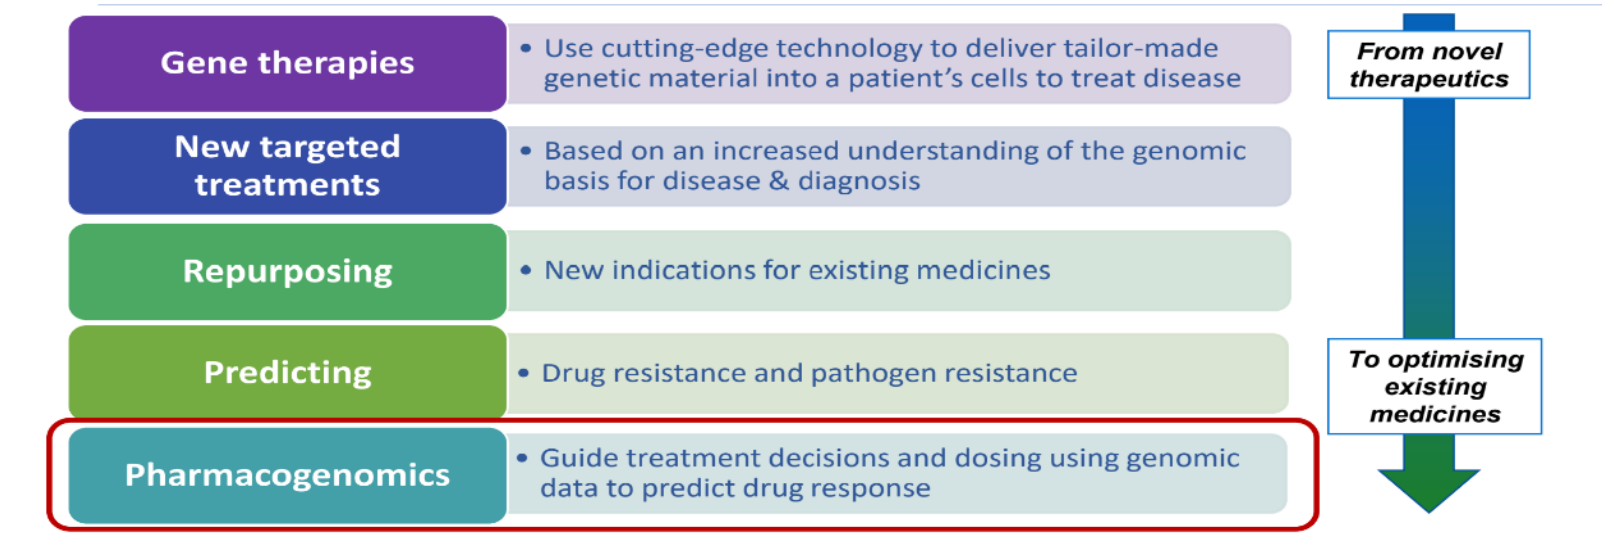 Gene therapies
• Use cutting-edge technology to deliver tailor-made
genetic material into a patient's cells to treat disease
From novel
therapeutics
New targeted
treatments
• Based on an increased understanding of the genomic
basis for disease & diagnosis
Repurposing
• New indications for existing medicines
Predicting
• Drug resistance and pathogen resistance
To optimising
existing
medicines
Pharmacogenomics
• Guide treatment decisions and dosing using genomic
data to predict drug response